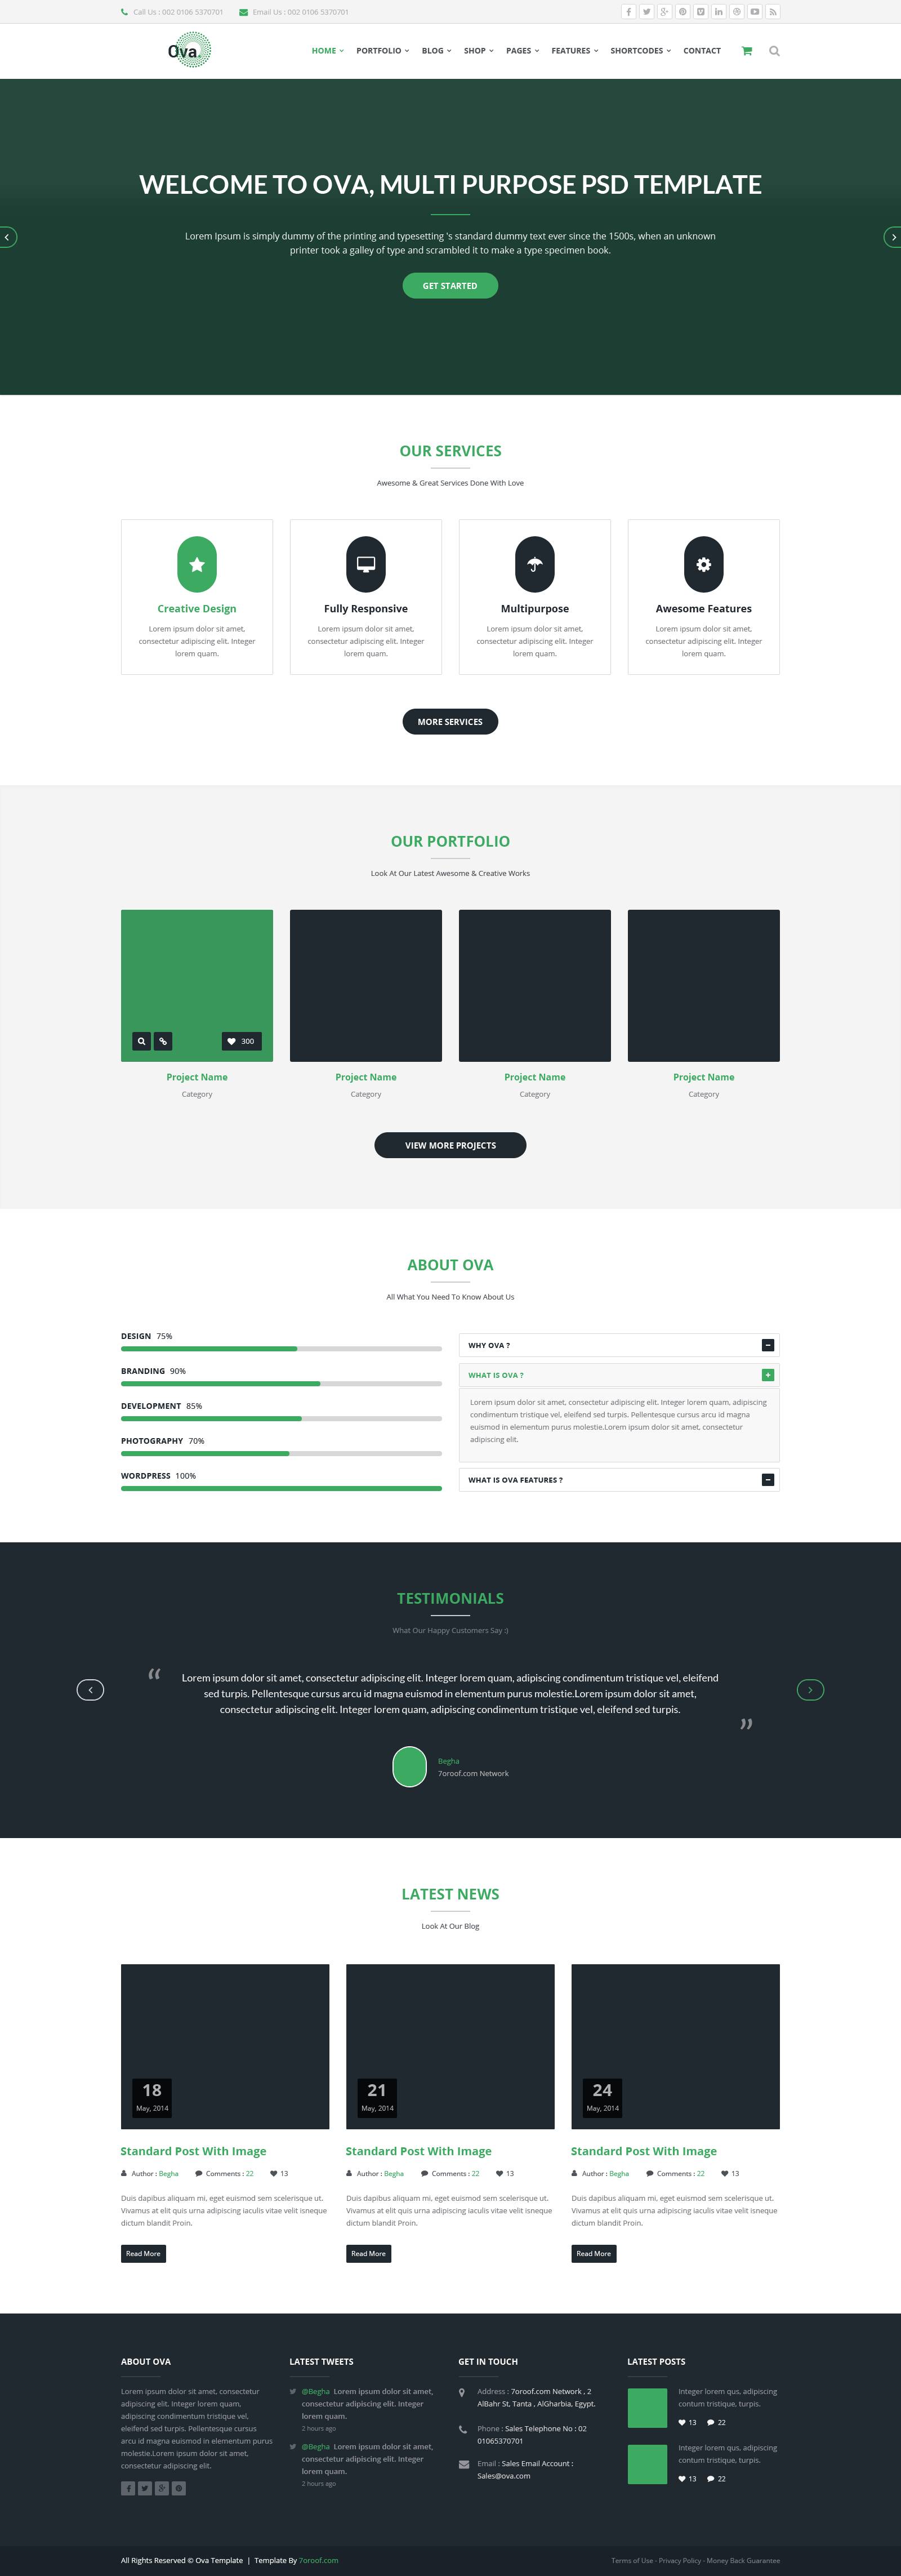 Call Us : 002 0106 5370701 Email Us : 002 0106 5370701
Ova.
HOME PORTFOLIO BLOG SHOP PAGES FEATURES SHORTCODES CONTACT
WELCOME TO OVA, MULTI PURPOSE PSD TEMPLATE
Lorem Ipsum is simply dummy of the printing and typesetting 's standard dummy text ever since the 1500s, when an unknown
printer took a galley of type and scrambled it to make a type specimen book.
GET STARTED
OUR SERVICES
Awesome & Great Services Done With Love
Creative Design
Lorem ipsum dolor sit amet,
consectetur adipiscing elit. Integer
lorem quam.
Fully Responsive
Lorem ipsum dolor sit amet,
consectetur adipiscing elit. Integer
lorem quam.
Multipurpose
Lorem ipsum dolor sit amet,
consectetur adipiscing elit. Integer
lorem quam.
Awesome Features
Lorem ipsum dolor sit amet,
consectetur adipiscing elit. Integer
lorem quam.
MORE SERVICES
OUR PORTFOLIO
Look At Our Latest Awesome & Creative Works
300
Project Name
Category
Project Name
Category
Project Name
Category
Project Name
Category
VIEW MORE PROJECTS
ABOUT OVA
All What You Need To Know About Us
DESIGN 75%
BRANDING 90%
DEVELOPMENT 85%
PHOTOGRAPHY 70%
WORDPRESS 100%
WHY OVA ?
WHAT IS OVA ?
Lorem ipsum dolor sit amet, consectetur adipiscing elit. Integer lorem quam, adipiscing
condimentum tristique vel, eleifend sed turpis. Pellentesque cursus arcu id magna
euismod in elementum purus molestie.Lorem ipsum dolor sit amet, consectetur
adipiscing elit.
WHAT IS OVA FEATURES ?
TESTIMONIALS
What Our Happy Customers Say :)
“
Lorem ipsum dolor sit amet, consectetur adipiscing elit. Integer lorem quam, adipiscing condimentum tristique vel, eleifend
sed turpis. Pellentesque cursus arcu id magna euismod in elementum purus molestie.Lorem ipsum dolor sit amet,
consectetur adipiscing elit. Integer lorem quam, adipiscing condimentum tristique vel, eleifend sed turpis.
”
Begha
7oroof.com Network
LATEST NEWS
Look At Our Blog
18
May, 2014
Standard Post With Image
Author : Begha Comments : 22 13
Duis dapibus aliquam mi, eget euismod sem scelerisque ut.
Vivamus at elit quis urna adipiscing iaculis vitae velit isneque
dictum blandit Proin.
Read More
21
May, 2014
Standard Post With Image
Author : Begha Comments : 22 13
Duis dapibus aliquam mi, eget euismod sem scelerisque ut.
Vivamus at elit quis urna adipiscing iaculis vitae velit isneque
dictum blandit Proin.
Read More
24
May, 2014
Standard Post With Image
Author : Begha Comments : 22 13
Duis dapibus aliquam mi, eget euismod sem scelerisque ut.
Vivamus at elit quis urna adipiscing iaculis vitae velit isneque
dictum blandit Proin.
Read More
ABOUT OVA
Lorem ipsum dolor sit amet, consectetur
adipiscing elit. Integer lorem quam,
adipiscing condimentum tristique vel,
eleifend sed turpis. Pellentesque cursus
arcu id magna euismod in elementum purus
molestie.Lorem ipsum dolor sit amet,
consectetur adipiscing elit.
LATEST TWEETS
@Begha Lorem ipsum dolor sit amet,
consectetur adipiscing elit. Integer
lorem quam.
2 hours ago
@Begha Lorem ipsum dolor sit amet,
consectetur adipiscing elit. Integer
lorem quam.
2 hours ago
GET IN TOUCH
Address : 7oroof.com Network , 2
AlBahr St, Tanta , AlGharbia, Egypt.
Phone : Sales Telephone No : 02
01065370701
Email : Sales Email Account :
Sales@ova.com
LATEST POSTS
Integer lorem qus, adipiscing
contum tristique, turpis.
13 22
Integer lorem qus, adipiscing
contum tristique, turpis.
13 22
All Rights Reserved © Ova Template | Template By 7oroof.com
Terms of Use - Privacy Policy - Money Back Guarantee